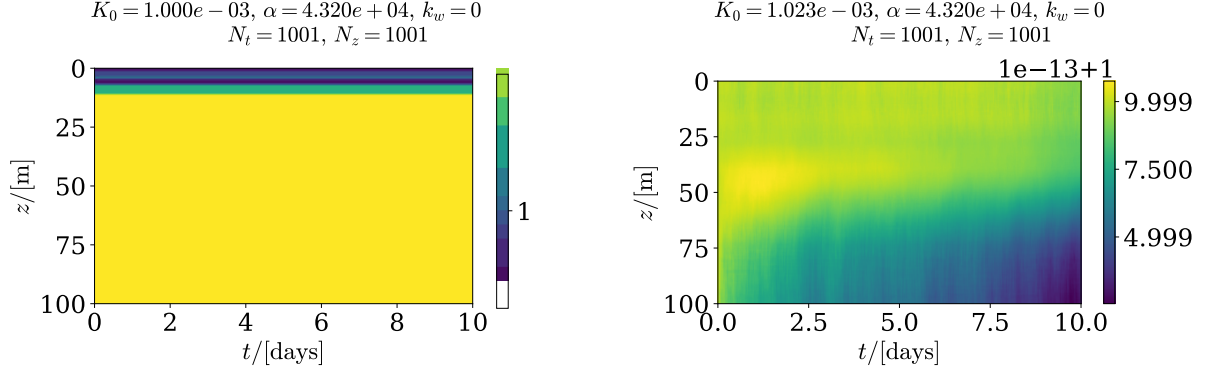 K₀ = 1.000e − 03, α = 4.320e + 04, k_w = 0
N_t = 1001, N_z = 1001
0
25
50
75
100
z/[m]
0 2 4 6 8 10
t/[days]
1
K₀ = 1.023e − 03, α = 4.320e + 04, k_w = 0
N_t = 1001, N_z = 1001
1e−13+1
0
25
50
75
100
z/[m]
0.0 2.5 5.0 7.5 10.0
t/[days]
9.999
7.500
4.999